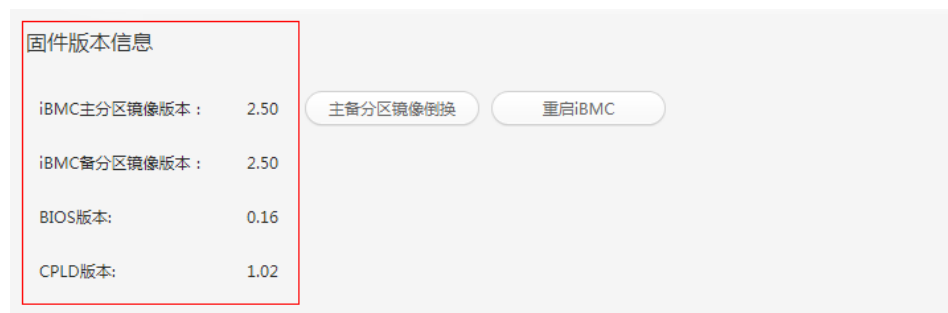 固件版本信息
iBMC主分区镜像版本： 2.50 主备分区镜像倒换 重启iBMC
iBMC备分区镜像版本： 2.50
BIOS版本: 0.16
CPLD版本: 1.02